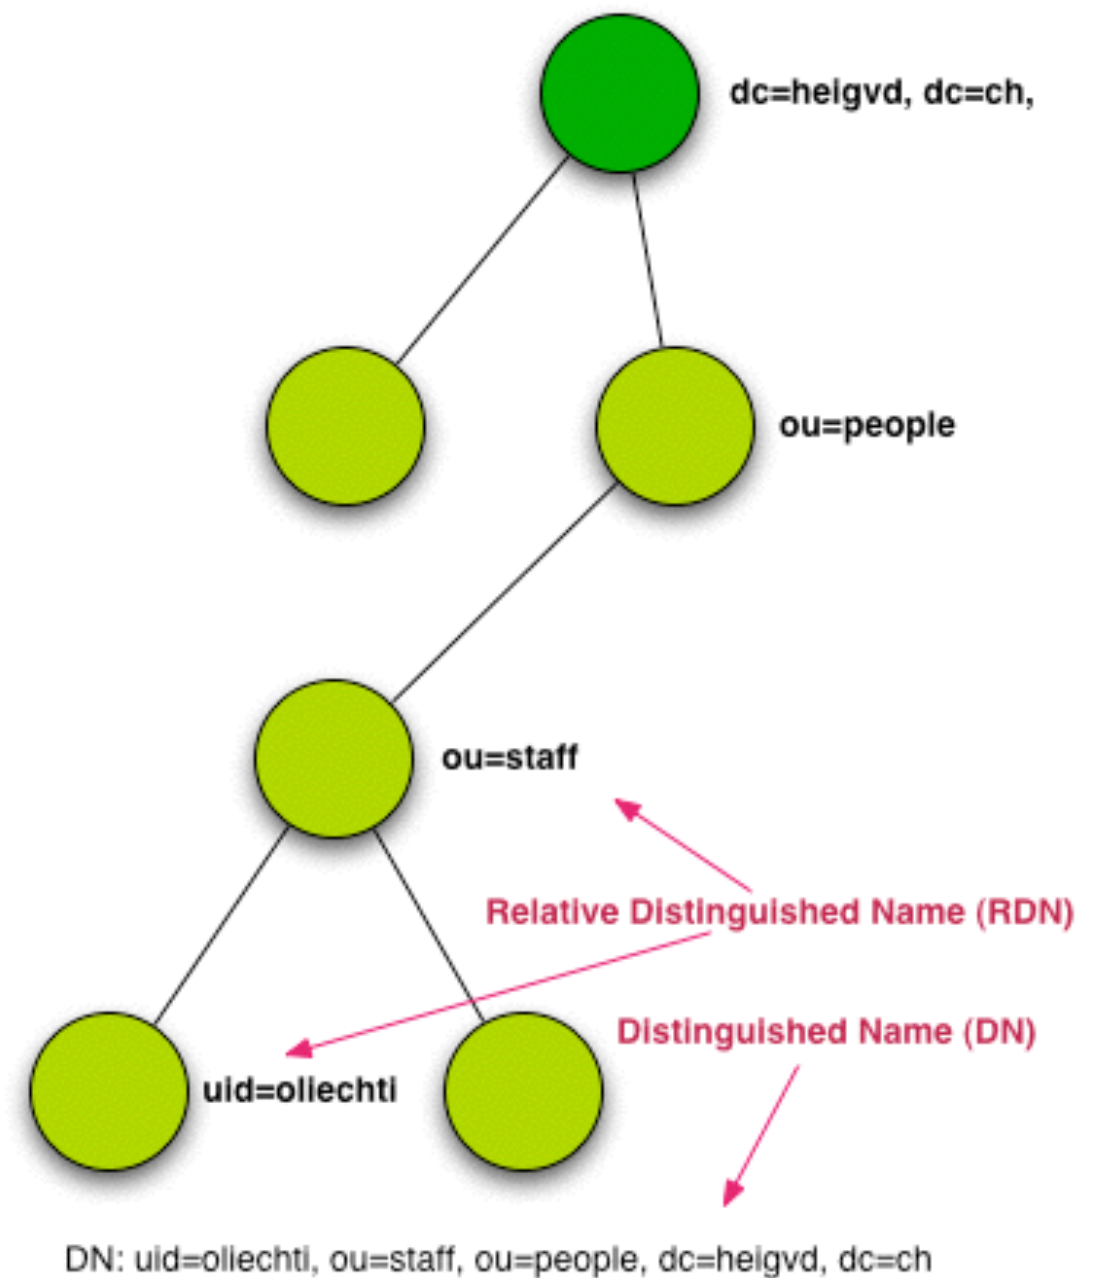 dc=heigvd, dc=ch,
ou=people
ou=staff
Relative Distinguished Name (RDN)
Distinguished Name (DN)
uid=oliechti
DN: uid=oliechti, ou=staff, ou=people, dc=heigvd, dc=ch